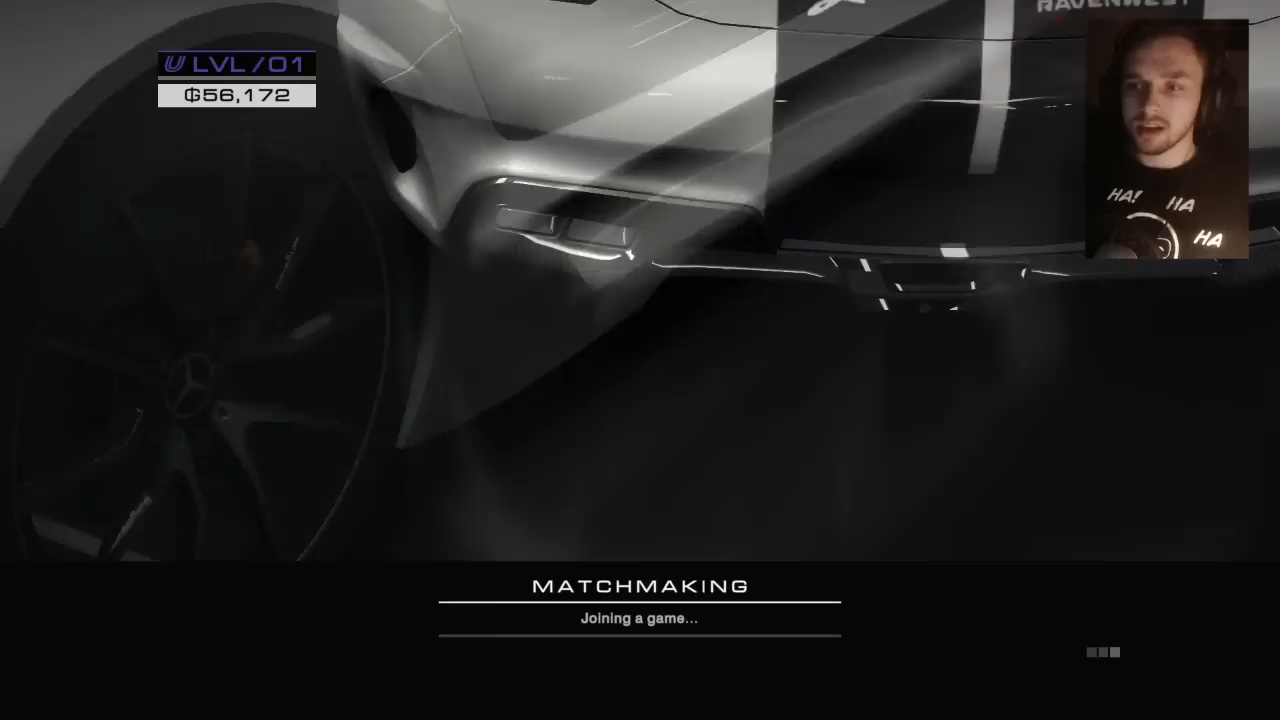 RAVENWEST
LVL/01
₲56,172
HA! HA
HA
MATCHMAKING
Joining a game...